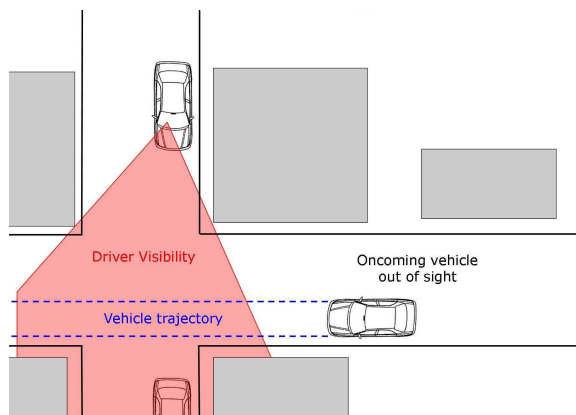 Driver Visibility
Oncoming vehicle
out of sight
Vehicle trajectory